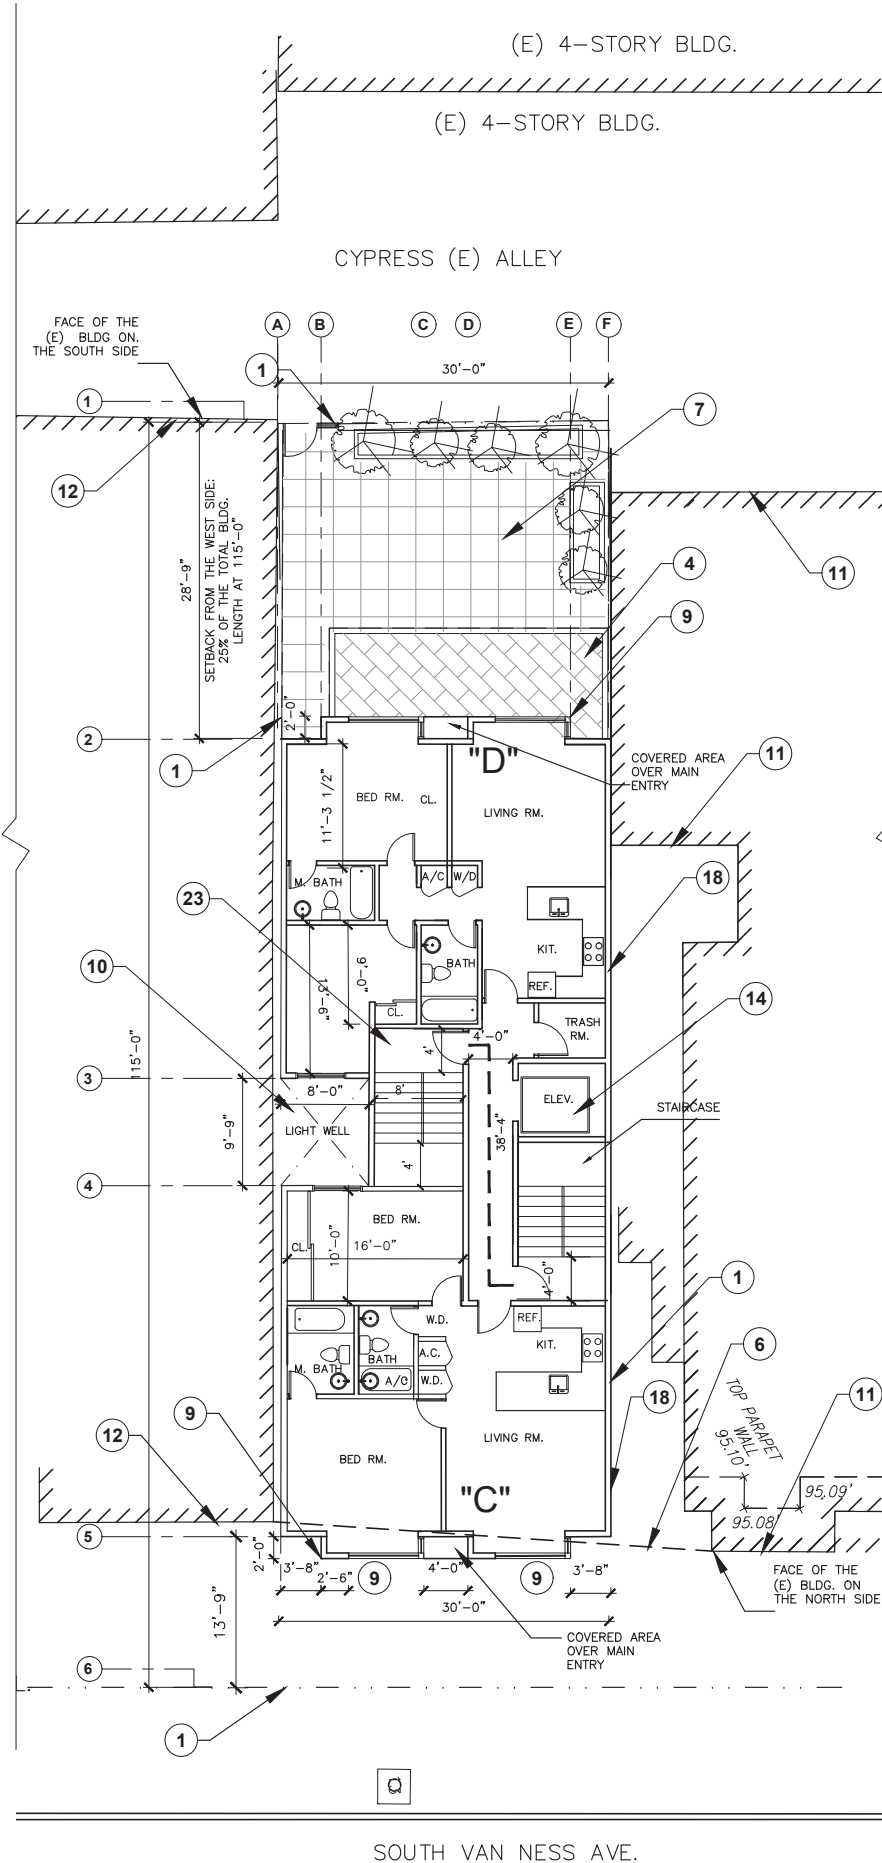 (E) 4-STORY BLDG.
(E) 4-STORY BLDG.
CYPRESS (E) ALLEY
FACE OF THE
(E) BLDG ON.
THE SOUTH SIDE
A
B
C
D
E
F
1
30'-0"
1
7
12
SETBACK FROM THE WEST SIDE:
25% OF THE TOTAL BLDG.
LENGTH AT 115'-0"
28'-9"
11
4
9
2'-0"
2
1
"D"
COVERED AREA
OVER MAIN
ENTRY
11
11'-3 1/2"
BED RM.
CL.
LIVING RM.
M. BATH
A/C
W/D
18
23
KIT.
BATH
REF.
10
9'-0"
13'-6"
CL.
14
TRASH
RM.
4'-0"
4'
115'-0"
3
8'-0"
8'
ELEV.
STAIRCASE
LIGHT WELL
9'-9"
38'-4"
4'
4
BED RM.
CL.
10'-0"
16'-0"
4'-0"
1
W.D.
REF.
KIT.
6
BATH
A.C.
M. BATH
A/C
W.D.
TOP PARAPET
WALL
95.10'
18
11
9
12
LIVING RM.
BED RM.
95.09'
95.08'
"C"
5
2'-0"
3'-8"
2'-6"
9
4'-0"
9
3'-8"
FACE OF THE
(E) BLDG. ON
THE NORTH SIDE
30'-0"
13'-9"
COVERED AREA
OVER MAIN
ENTRY
6
1
SOUTH VAN NESS AVE.